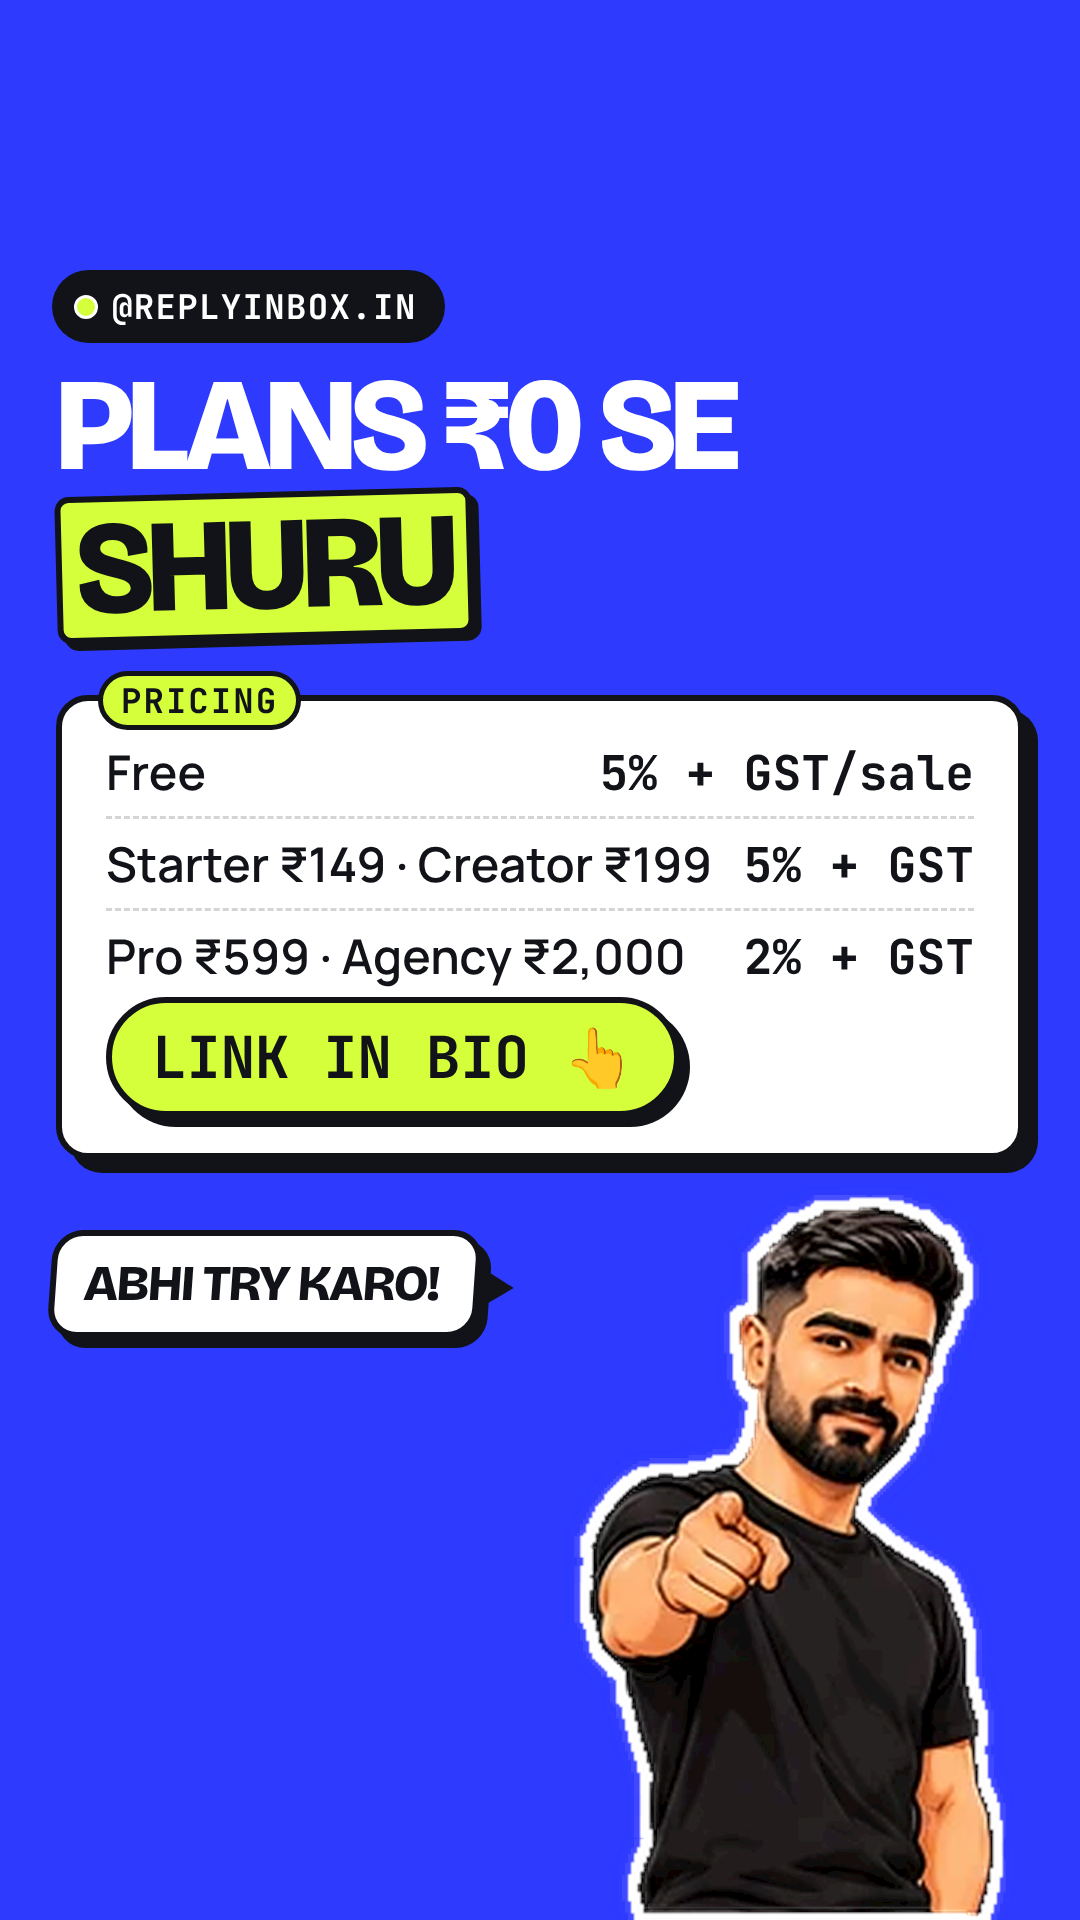 @REPLYINBOX.IN
PLANS ₹0 SE
SHURU
PRICING
Free 5% + GST/sale
Starter ₹149 · Creator ₹199 5% + GST
Pro ₹599 · Agency ₹2,000 2% + GST
LINK IN BIO 👆
ABHI TRY KARO!